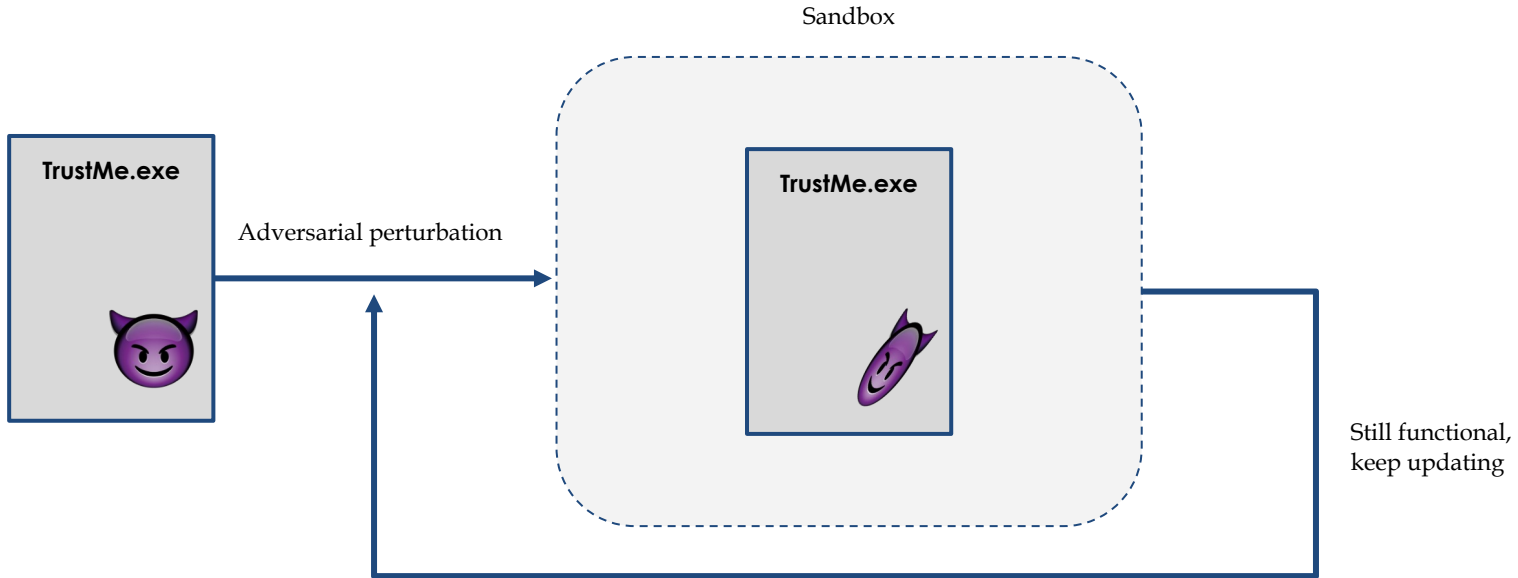 Sandbox
TrustMe.exe
TrustMe.exe
Adversarial perturbation
Still functional,
keep updating